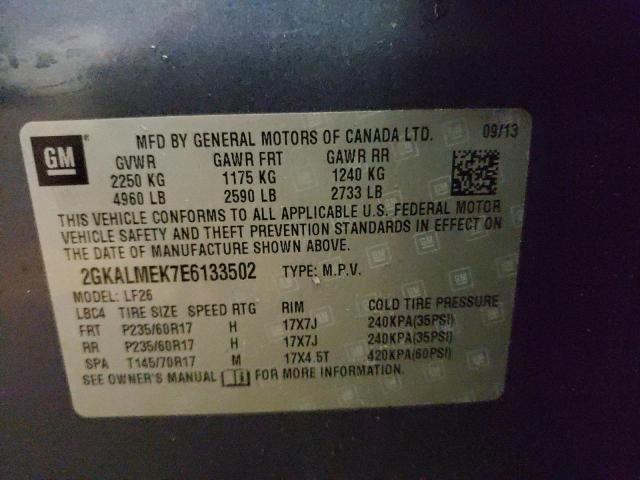 GM
MFD BY GENERAL MOTORS OF CANADA LTD. 09/13
GVWR GAWR FRT GAWR RR
2250 KG 1175 KG 1240 KG
4960 LB 2590 LB 2733 LB
THIS VEHICLE CONFORMS TO ALL APPLICABLE U.S. FEDERAL MOTOR
VEHICLE SAFETY AND THEFT PREVENTION STANDARDS IN EFFECT ON
THE DATE OF MANUFACTURE SHOWN ABOVE.
2GKALMEK7E6133502 TYPE: M.P.V.
MODEL: LF26
LBC4 TIRE SIZE SPEED RTG RIM COLD TIRE PRESSURE
FRT P235/60R17 H 17X7J 240KPA(35PSI)
RR P235/60R17 H 17X7J 240KPA(35PSI)
SPA T145/70R17 M 17X4.5T 420KPA(60PSI)
SEE OWNER'S MANUAL FOR MORE INFORMATION.